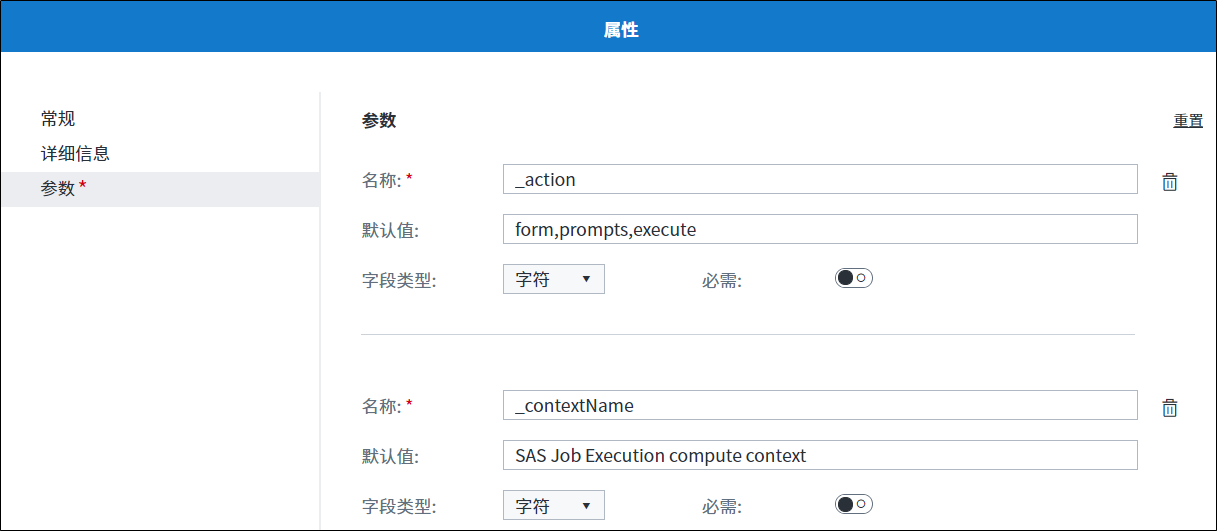 属性
常规
详细信息
参数 *
参数
重置
名称: * _action
默认值: form,prompts,execute
字段类型: 字符 必需:
名称: * _contextName
默认值: SAS Job Execution compute context
字段类型: 字符 必需: